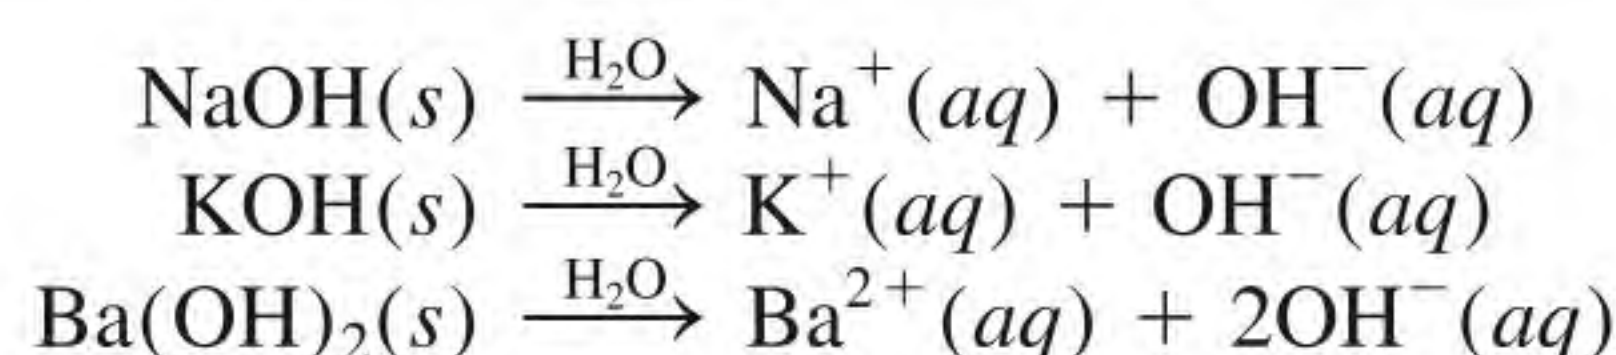 NaOH(s) —H₂O→ Na⁺(aq) + OH⁻(aq)
KOH(s) —H₂O→ K⁺(aq) + OH⁻(aq)
Ba(OH)₂(s) —H₂O→ Ba²⁺(aq) + 2OH⁻(aq)